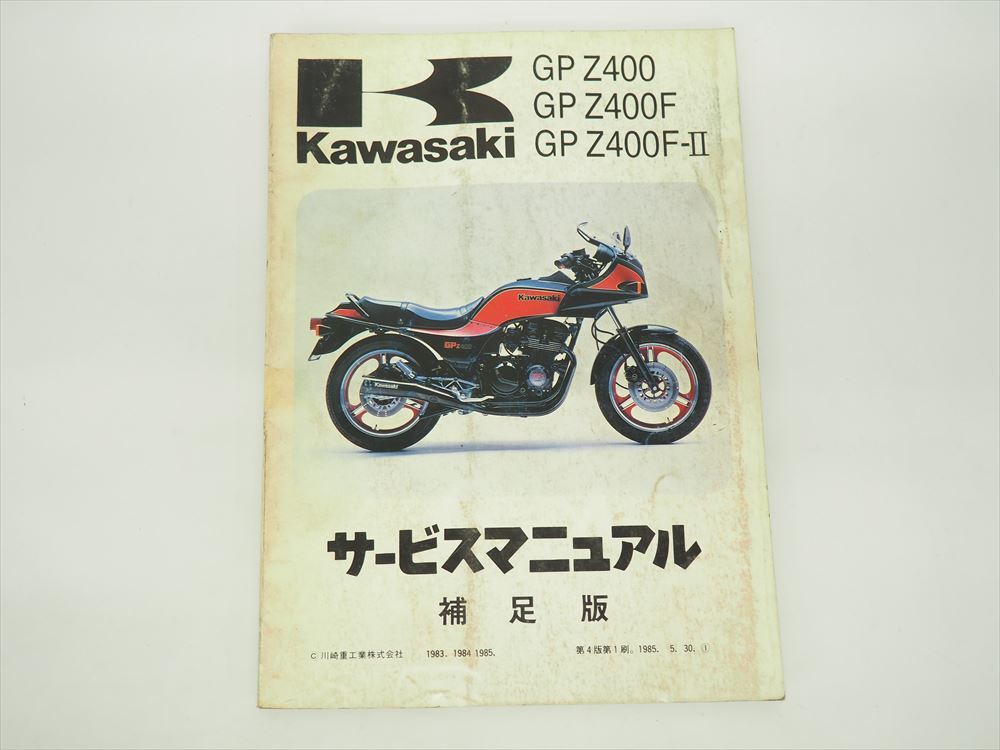 Kawasaki
GP Z400
GP Z400F
GP Z400F-II
Kawasaki
GPz400
Kawasaki
サービスマニュアル
補足版
C 川崎重工業株式会社 1983. 1984 1985. 第4版第1刷。1985. 5. 30. ①